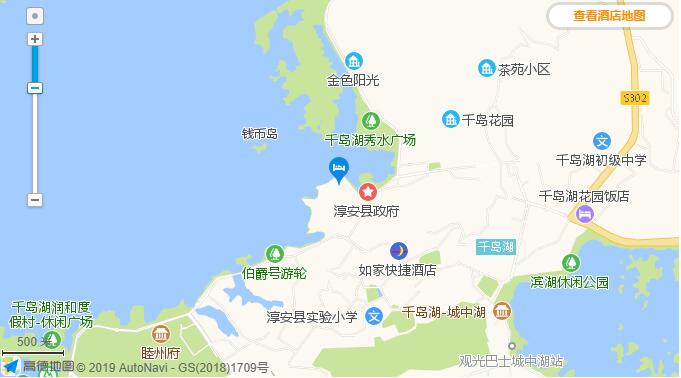 查看酒店地图
金色阳光
茶苑小区
S302
千岛花园
钱币岛
千岛湖秀水广场
千岛湖初级中学
千岛湖花园饭店
淳安县政府
千岛湖
伯爵号游轮
如家快捷酒店
滨湖休闲公园
千岛湖润和度
假村-休闲广场
淳安县实验小学
文
千岛湖-城中湖
文
500 米
睦州府
观光巴士城中湖站
高德地图 © 2019 AutoNavi - GS(2018)1709号